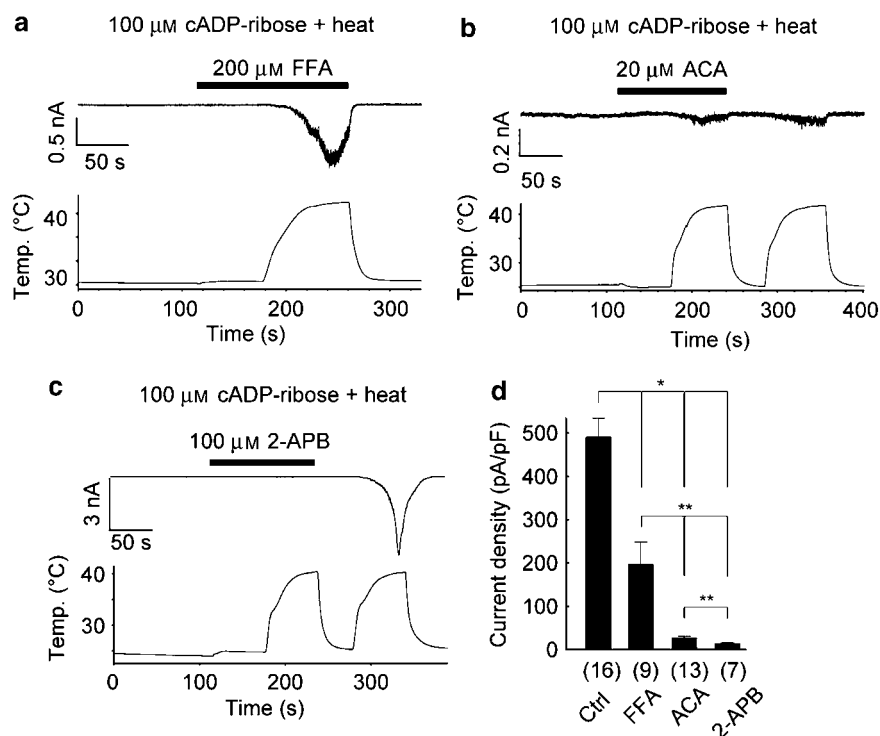 a
100 μM cADP-ribose + heat
200 μM FFA
0.5 nA
50 s
Temp. (°C)
40
30
0
100
200
300
Time (s)
b
100 μM cADP-ribose + heat
20 μM ACA
0.2 nA
50 s
Temp. (°C)
40
30
0
100
200
300
400
Time (s)
c
100 μM cADP-ribose + heat
100 μM 2-APB
3 nA
50 s
Temp. (°C)
40
30
0
100
200
300
Time (s)
d
*
**
**
Current density (pA/pF)
500
400
300
200
100
0
(16)
(9)
(13)
(7)
Ctrl
FFA
ACA
2-APB